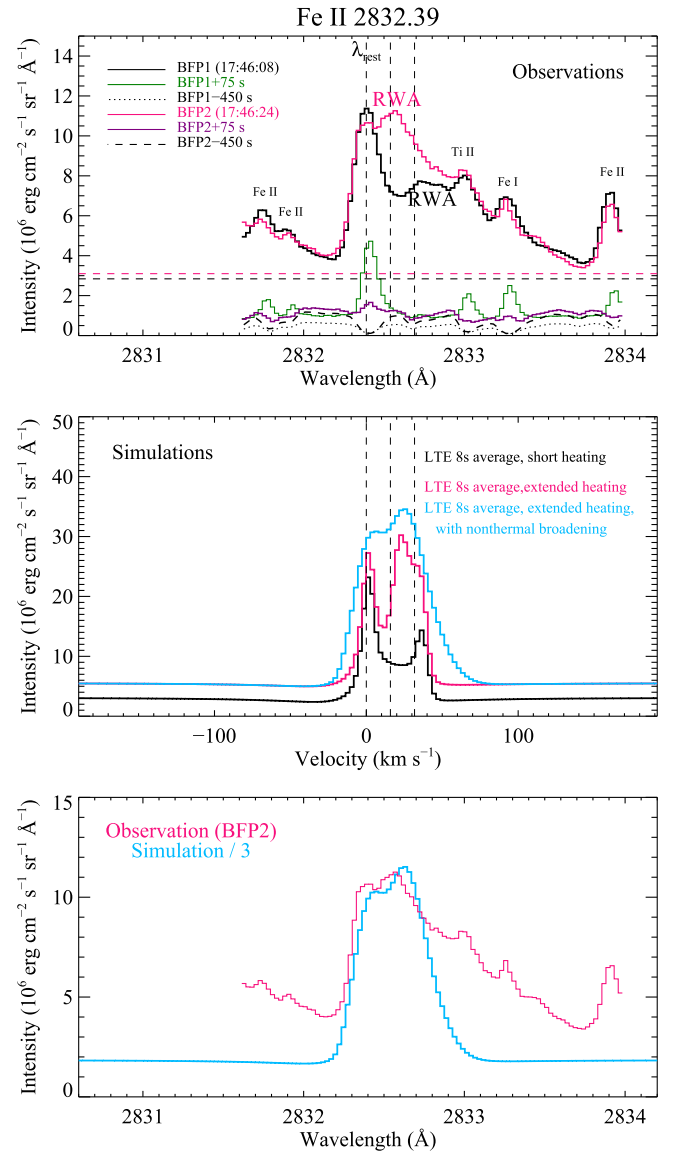 Fe II 2832.39
Intensity (10⁶ erg cm⁻² s⁻¹ sr⁻¹ Å⁻¹)
14
12
10
8
6
4
2
0
BFP1 (17:46:08)
BFP1+75 s
BFP1−450 s
BFP2 (17:46:24)
BFP2+75 s
BFP2−450 s
λrest
Observations
RWA
RWA
Fe II
Fe II
Ti II
Fe I
Fe II
2831 2832 2833 2834
Wavelength (Å)
Intensity (10⁶ erg cm⁻² s⁻¹ sr⁻¹ Å⁻¹)
50
40
30
20
10
0
Simulations
LTE 8s average, short heating
LTE 8s average,extended heating
LTE 8s average, extended heating,
with nonthermal broadening
−100 0 100
Velocity (km s⁻¹)
Intensity (10⁶ erg cm⁻² s⁻¹ sr⁻¹ Å⁻¹)
15
10
5
0
Observation (BFP2)
Simulation / 3
2831 2832 2833 2834
Wavelength (Å)